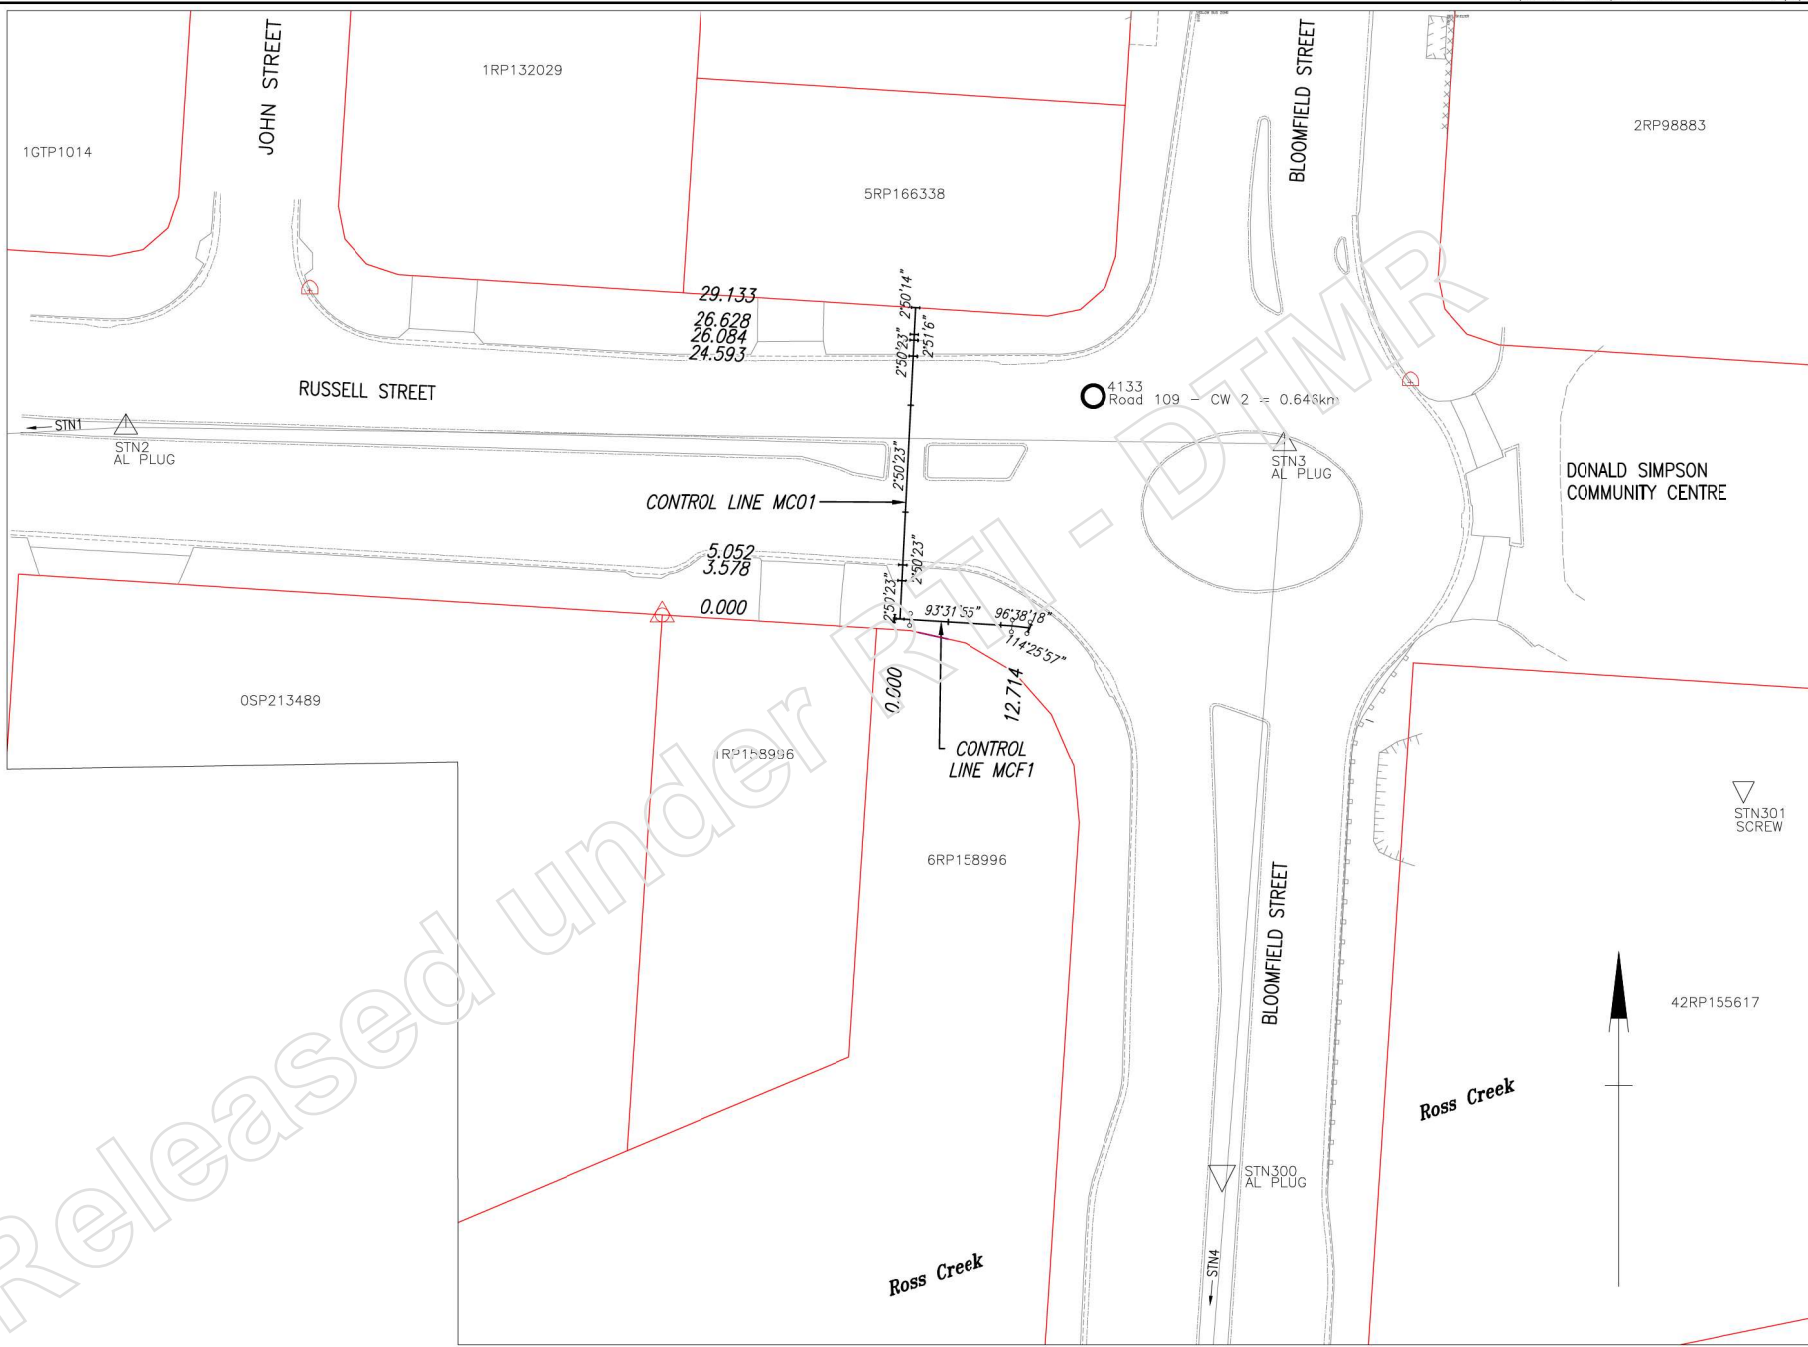 JOHN STREET
1RP132029
BLOOMFIELD STREET
2RP98883
1GTP1014
5RP166338
29.133
26.628
26.084
24.593
2°50'14"
2°51'6"
2°50'23"
RUSSELL STREET
4133
Road 109 - CW 2 = 0.646km
STN1
STN2
AL PLUG
STN3
AL PLUG
2°50'23"
CONTROL LINE MC01
DONALD SIMPSON
COMMUNITY CENTRE
5.052
3.578
0.000
2°50'23"
2°50'23"
93°31'55"
96°38'18"
114°25'57"
0.000
12.714
0SP213489
1RP158996
CONTROL
LINE MCF1
STN301
SCREW
6RP158996
BLOOMFIELD STREET
42RP155617
Ross Creek
STN300
AL PLUG
STN4
Ross Creek
Released under RTI - DTMR